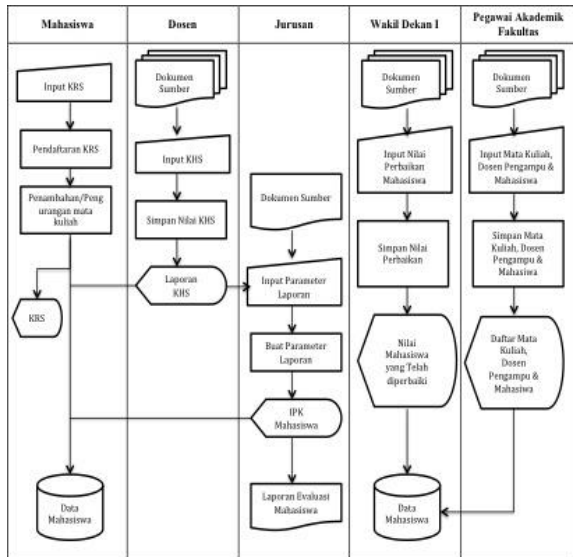 Mahasiswa
Dosen
Jurusan
Wakil Dekan I
Pegawai Akademik
Fakultas
Input KRS
Pendaftaran KRS
Penambahan/Peng
urangan mata
kuliah
KRS
Data
Mahasiswa
Dokumen
Sumber
Input KHS
Simpan Nilai KHS
Laporan
KHS
Dokumen Sumber
Input Parameter
Laporan
Buat Parameter
Laporan
IPK
Mahasiswa
Laporan Evaluasi
Mahasiswa
Dokumen
Sumber
Input Nilai
Perbaikan
Mahasiswa
Simpan Nilai
Perbaikan
Nilai
Mahasiswa
yang Telah
diperbaiki
Data
Mahasiswa
Dokumen
Sumber
Input Mata Kuliah,
Dosen Pengampu &
Mahasiswa
Simpan Mata
Kuliah, Dosen
Pengampu &
Mahasiwa
Daftar Mata
Kuliah,
Dosen
Pengampu &
Mahasiwa